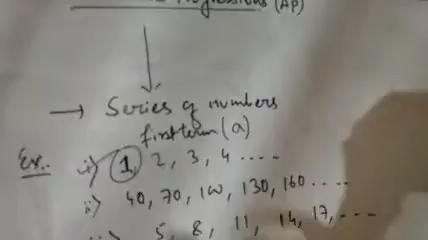 Progressions (AP)
→ Series of numbers
first term (a)
Ex. i) 1, 2, 3, 4 ....
ii) 40, 70, 100, 130, 160 ....
5, 8, 11, 14, 17, ---